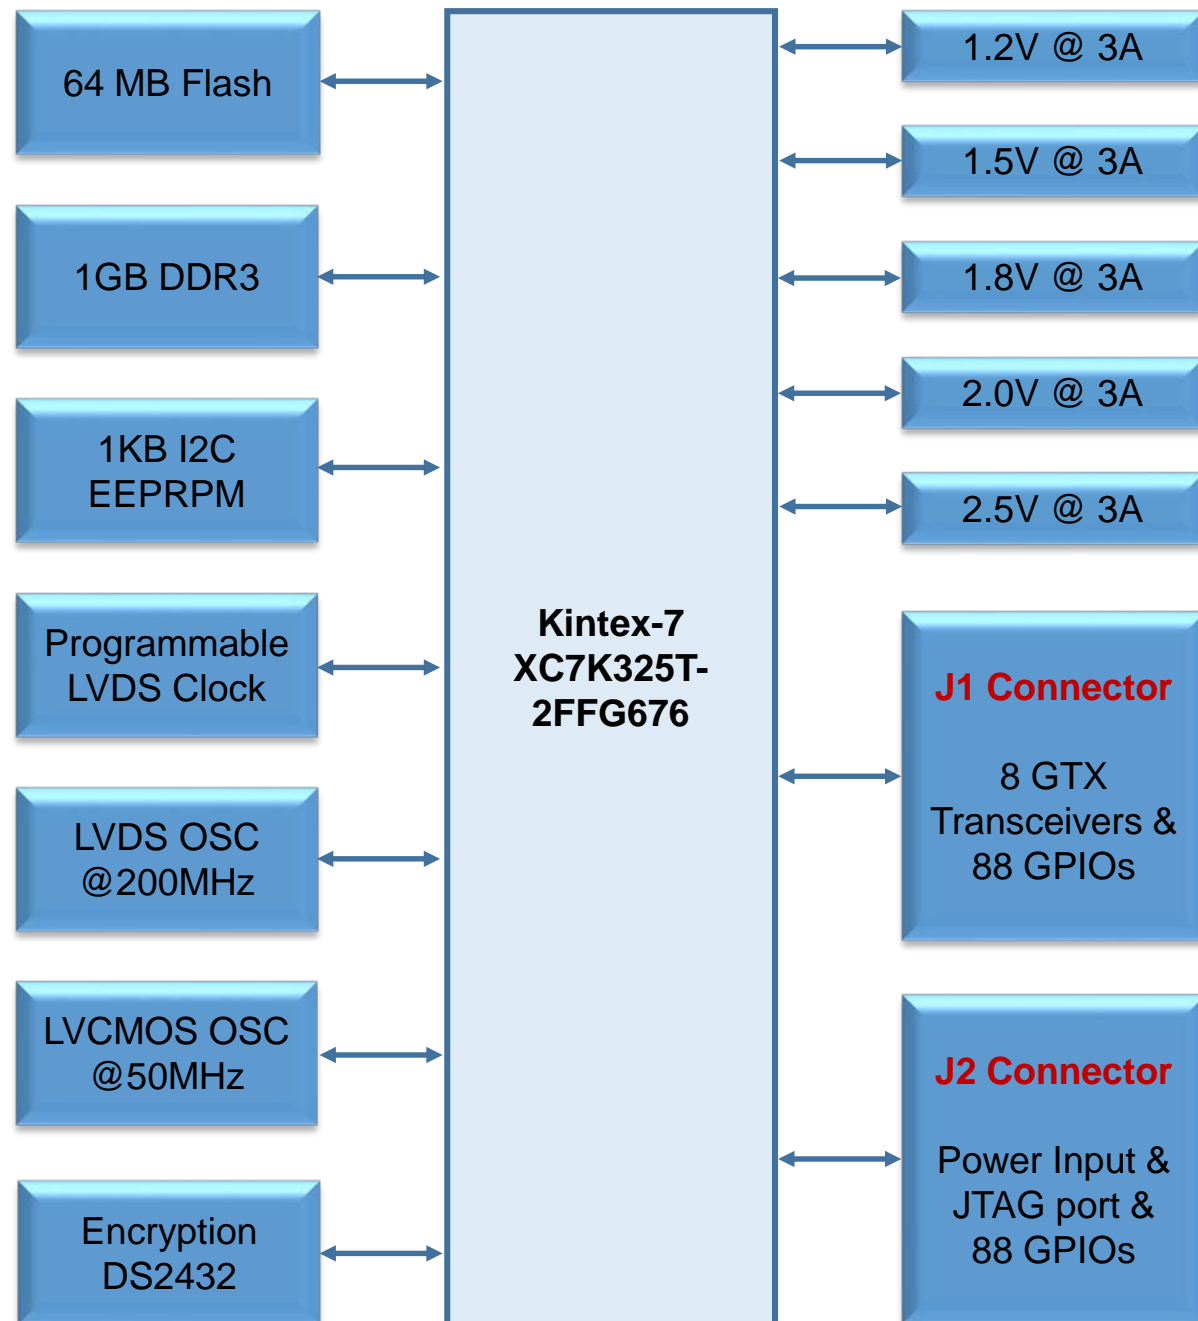 64 MB Flash
1GB DDR3
1KB I2C
EEPRPM
Programmable
LVDS Clock
LVDS OSC
@200MHz
LVCMOS OSC
@50MHz
Encryption
DS2432
Kintex-7
XC7K325T-
2FFG676
1.2V @ 3A
1.5V @ 3A
1.8V @ 3A
2.0V @ 3A
2.5V @ 3A
J1 Connector
8 GTX
Transceivers &
88 GPIOs
J2 Connector
Power Input &
JTAG port &
88 GPIOs